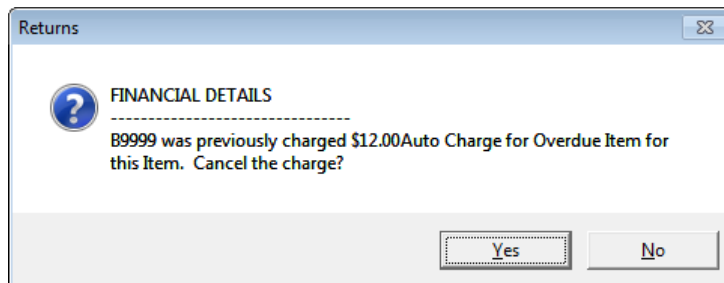 Returns
FINANCIAL DETAILS
--------------------------------
B9999 was previously charged $12.00Auto Charge for Overdue Item for
this Item.  Cancel the charge?
Yes
No